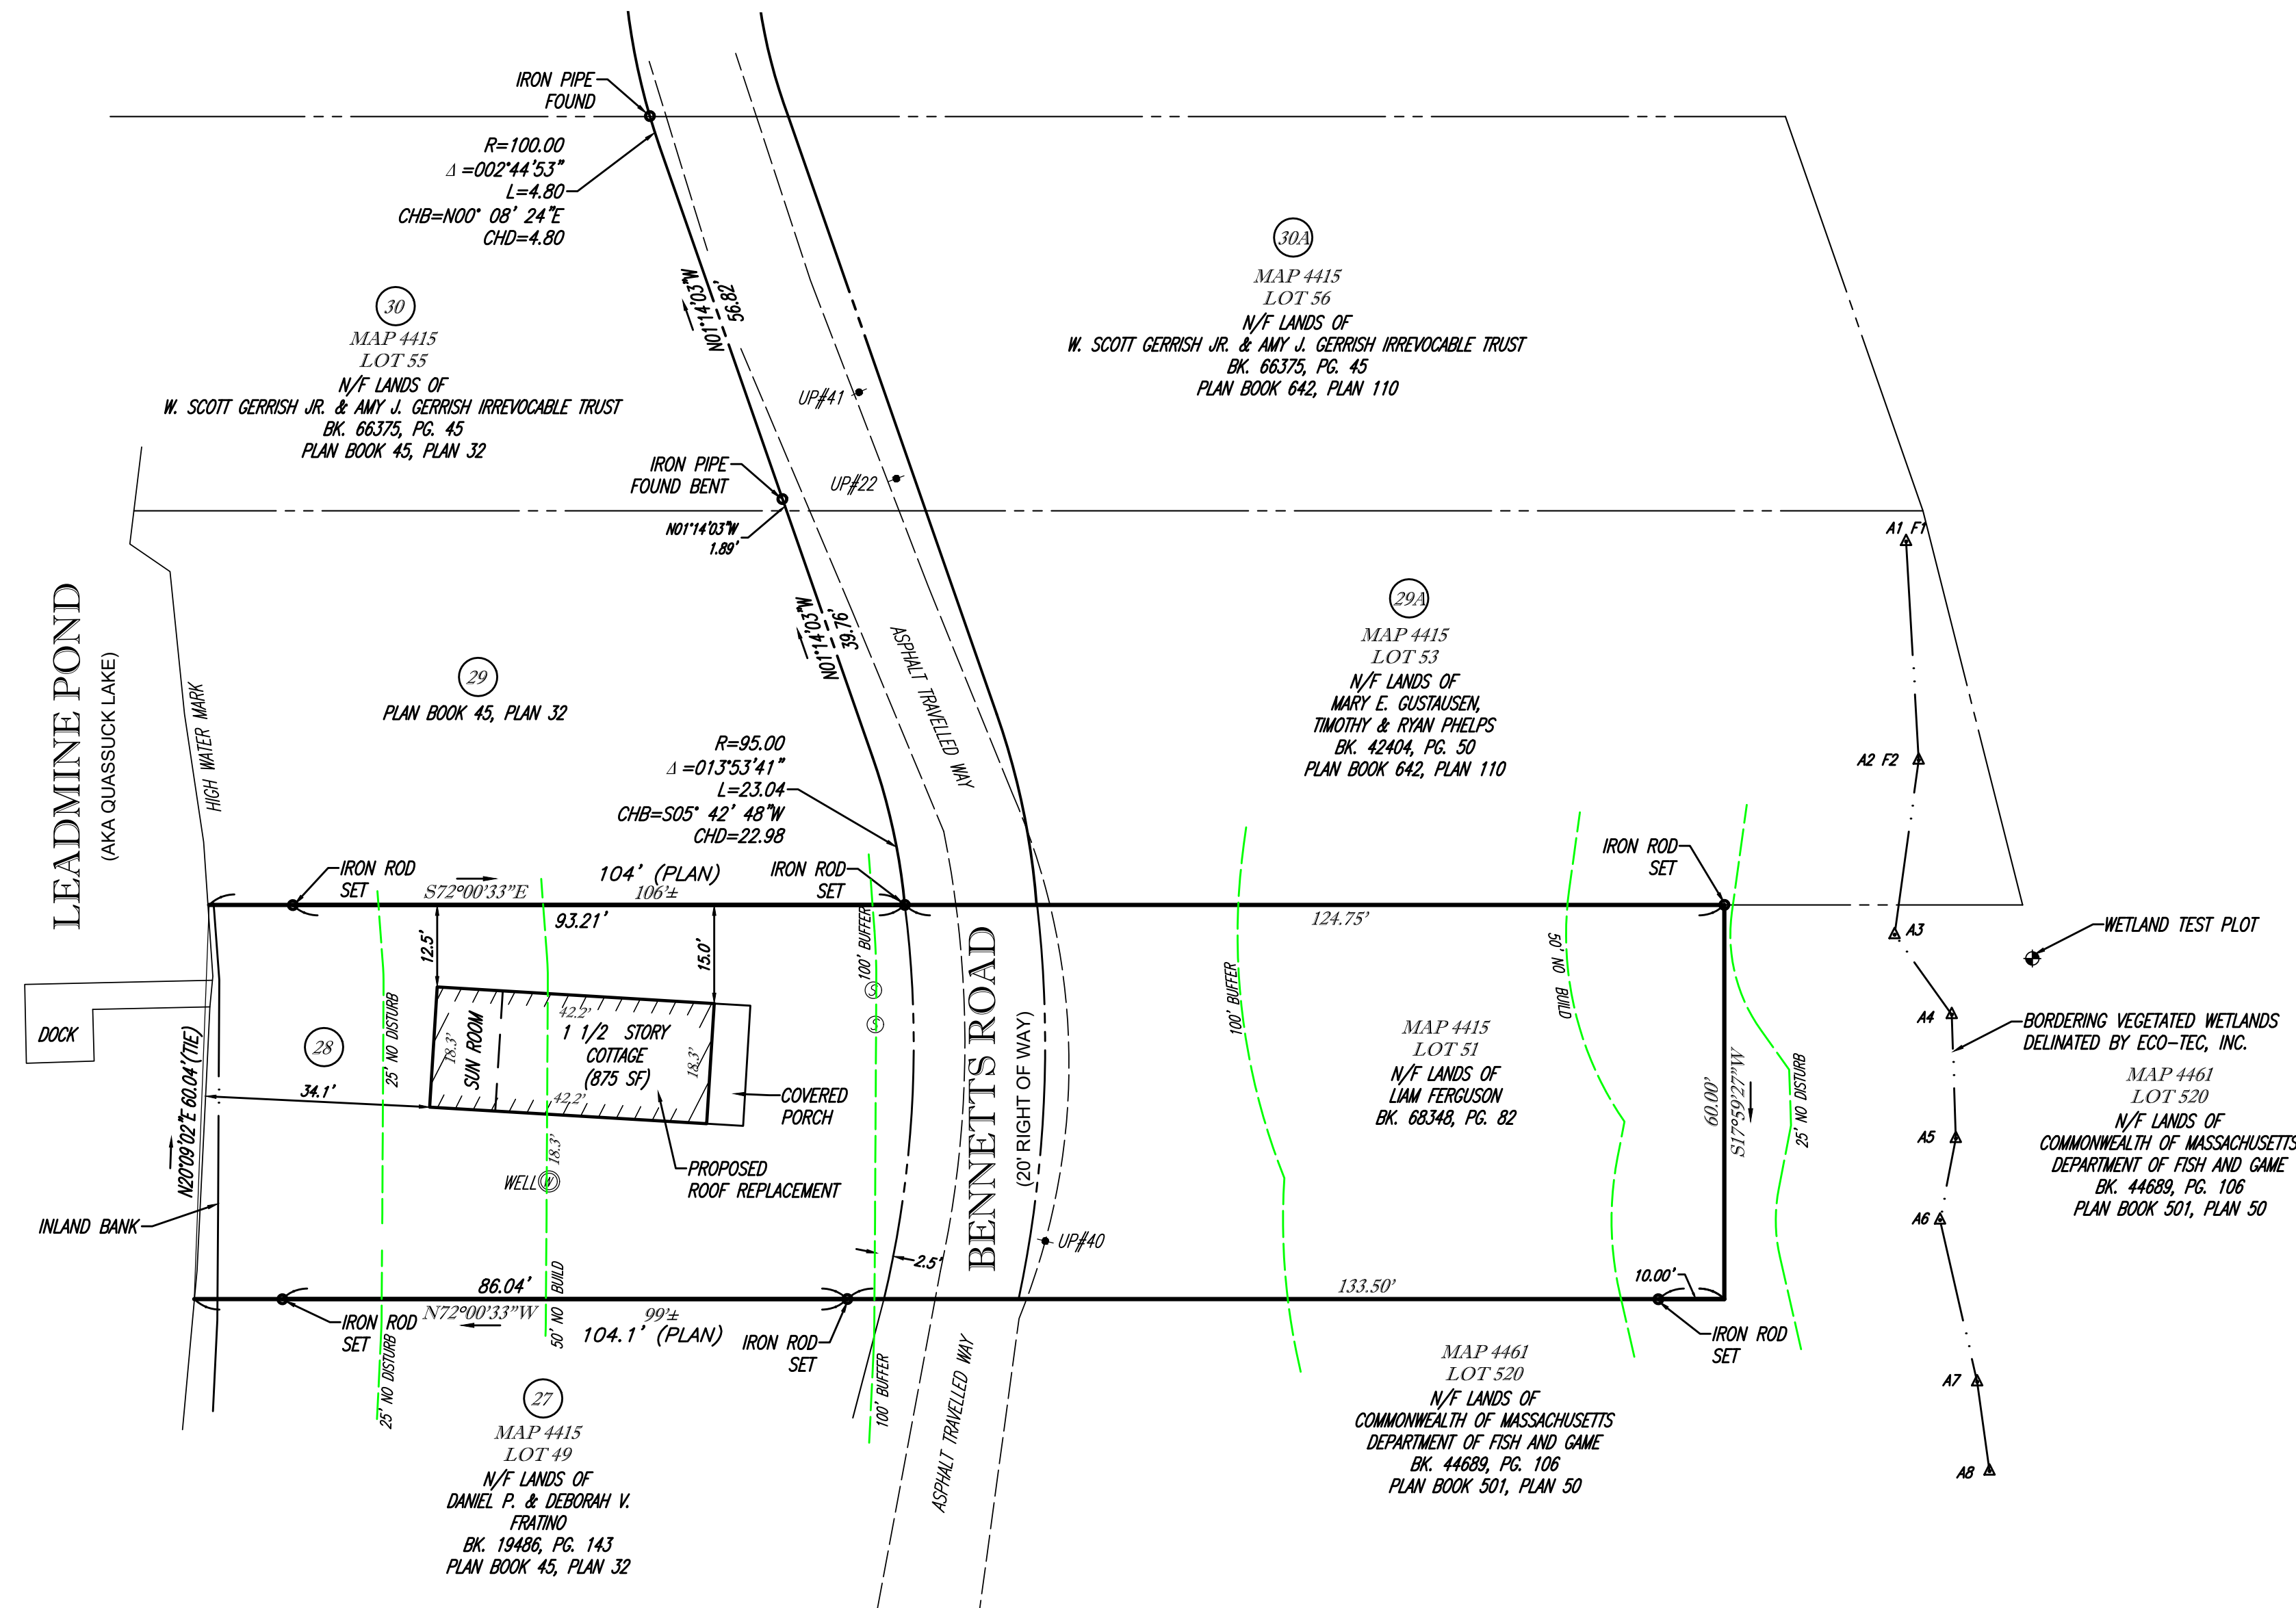 IRON PIPE
FOUND
R=100.00
Δ=002°44'53"
L=4.80
CHB=N00° 08' 24"E
CHD=4.80
30
MAP 4415
LOT 55
N/F LANDS OF
W. SCOTT GERRISH JR. & AMY J. GERRISH IRREVOCABLE TRUST
BK. 66375, PG. 45
PLAN BOOK 45, PLAN 32
N01°14'03"W
56.82'
UP#41
UP#22
30A
MAP 4415
LOT 56
N/F LANDS OF
W. SCOTT GERRISH JR. & AMY J. GERRISH IRREVOCABLE TRUST
BK. 66375, PG. 45
PLAN BOOK 642, PLAN 110
IRON PIPE
FOUND BENT
N01°14'03"W
1.89'
N01°14'03"W
39.76'
ASPHALT TRAVELLED WAY
LEADMINE POND
(AKA QUASSUCK LAKE)
HIGH WATER MARK
29
PLAN BOOK 45, PLAN 32
R=95.00
Δ=013°53'41"
L=23.04
CHB=S05° 42' 48"W
CHD=22.98
29A
MAP 4415
LOT 53
N/F LANDS OF
MARY E. GUSTAUSEN,
TIMOTHY & RYAN PHELPS
BK. 42404, PG. 50
PLAN BOOK 642, PLAN 110
A1 F1
A2 F2
A3
A4
A5
A6
A7
A8
IRON ROD
SET
S72°00'33"E
104' (PLAN)
106'±
93.21'
IRON ROD
SET
124.75'
IRON ROD
SET
WETLAND TEST PLOT
BORDERING VEGETATED WETLANDS
DELINATED BY ECO-TEC, INC.
MAP 4461
LOT 520
N/F LANDS OF
COMMONWEALTH OF MASSACHUSETTS
DEPARTMENT OF FISH AND GAME
BK. 44689, PG. 106
PLAN BOOK 501, PLAN 50
DOCK
N20°09'02"E 60.04'(TIE)
INLAND BANK
28
34.1'
25' NO DISTURB
12.5'
15.0'
18.3'
SUN ROOM
42.2'
1 1/2 STORY
COTTAGE
(875 SF)
18.3'
42.2'
COVERED
PORCH
PROPOSED
ROOF REPLACEMENT
18.3'
WELL
W
50' NO BUILD
100' BUFFER
S
S
2.5'
BENNETTS ROAD
(20' RIGHT OF WAY)
UP#40
100' BUFFER
50' NO BUILD
MAP 4415
LOT 51
N/F LANDS OF
LIAM FERGUSON
BK. 68348, PG. 82
60.00'
S17°59'27"W
25' NO DISTURB
86.04'
N72°00'33"W
99'±
104.1' (PLAN)
IRON ROD
SET
25' NO DISTURB
IRON ROD
SET
100' BUFFER
133.50'
10.00'
IRON ROD
SET
27
MAP 4415
LOT 49
N/F LANDS OF
DANIEL P. & DEBORAH V.
FRATINO
BK. 19486, PG. 143
PLAN BOOK 45, PLAN 32
ASPHALT TRAVELLED WAY
MAP 4461
LOT 520
N/F LANDS OF
COMMONWEALTH OF MASSACHUSETTS
DEPARTMENT OF FISH AND GAME
BK. 44689, PG. 106
PLAN BOOK 501, PLAN 50